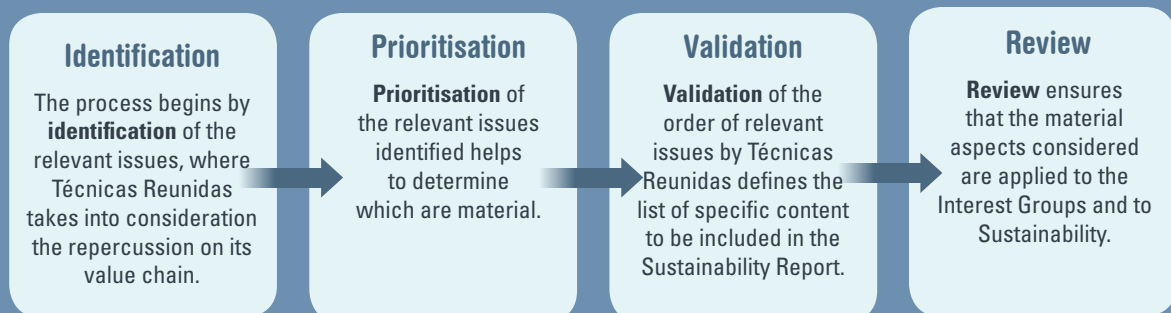 Identification
The process begins by
identification of the
relevant issues, where
Técnicas Reunidas
takes into consideration
the repercussion on its
value chain.
Prioritisation
Prioritisation of
the relevant issues
identified helps
to determine
which are material.
Validation
Validation of the
order of relevant
issues by Técnicas
Reunidas defines the
list of specific content
to be included in the
Sustainability Report.
Review
Review ensures
that the material
aspects considered
are applied to the
Interest Groups and to
Sustainability.